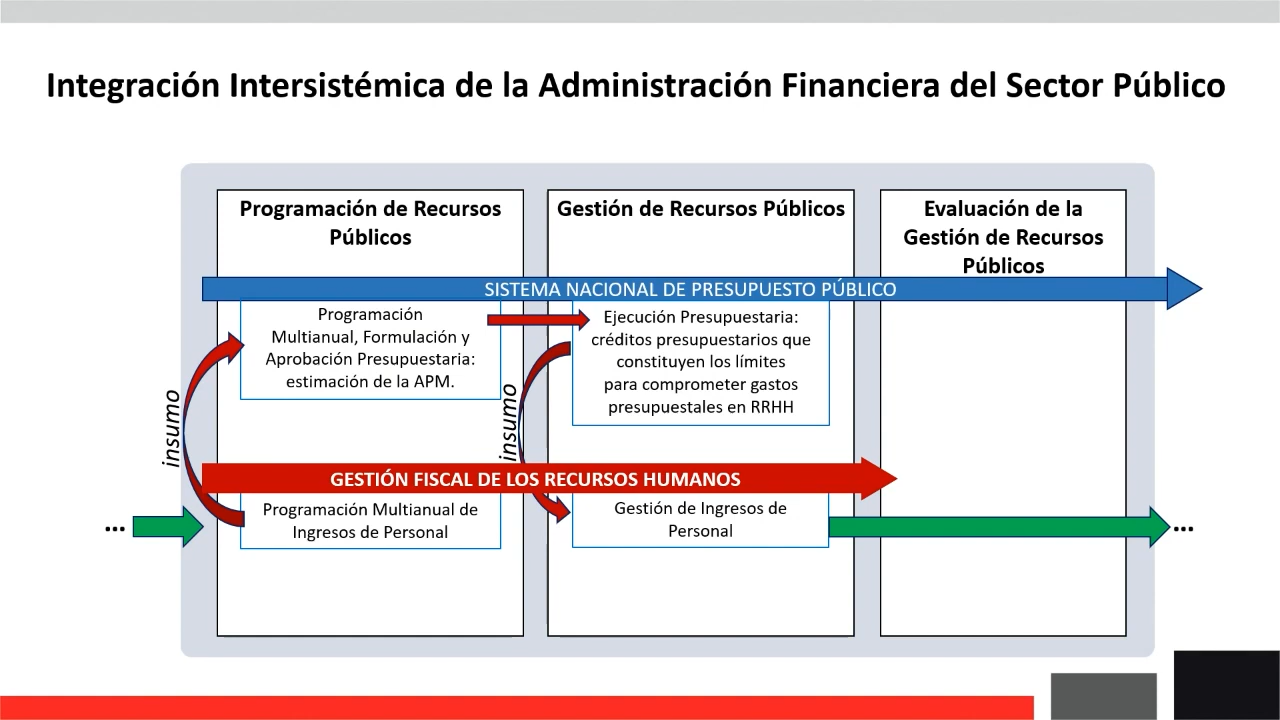 Integración Intersistémica de la Administración Financiera del Sector Público
Programación de Recursos
Públicos
Gestión de Recursos Públicos
Evaluación de la
Gestión de Recursos
Públicos
SISTEMA NACIONAL DE PRESUPUESTO PÚBLICO
Programación
Multianual, Formulación y
Aprobación Presupuestaria:
estimación de la APM.
Ejecución Presupuestaria:
créditos presupuestarios que
constituyen los límites
para comprometer gastos
presupuestales en RRHH
insumo
insumo
GESTIÓN FISCAL DE LOS RECURSOS HUMANOS
...
Programación Multianual de
Ingresos de Personal
Gestión de Ingresos de
Personal
...